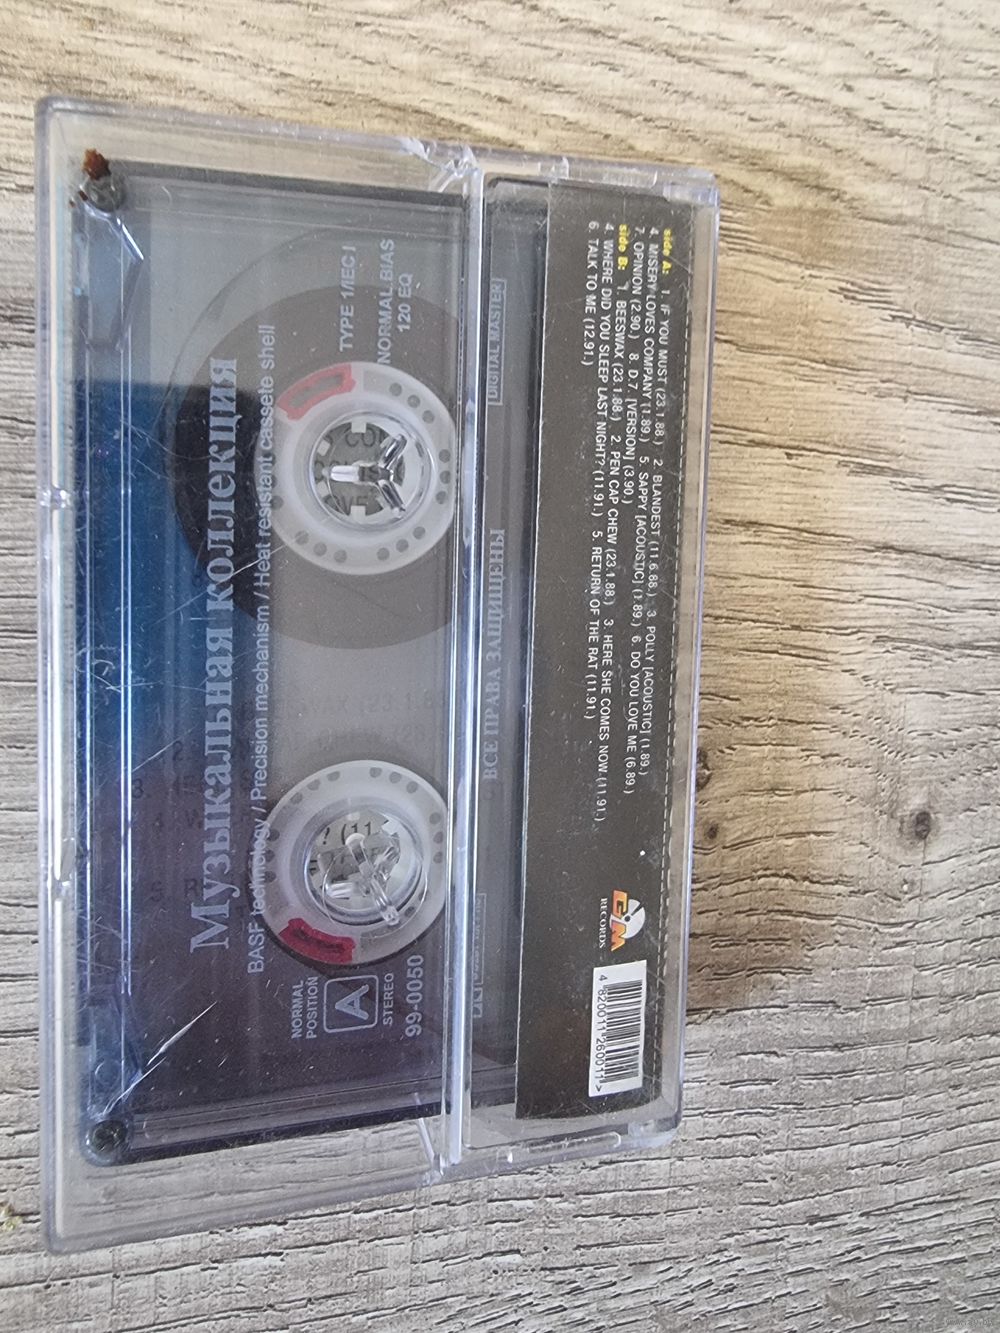 side A: 1. IF YOU MUST (23.1.88.) 2. BLANDEST (11.6.88.) 3. POLLY [ACOUSTIC] (1.89.)
4. MISERY LOVES COMPANY (1.89.) 5. SAPPY [ACOUSTIC] (1.89.) 6. DO YOU LOVE ME (6.89.)
7. OPINION (2.90.) 8. D.7. [VERSION] (3.90.)
side B: 1. BEESWAX (23.1.88.) 2. PEN CAP CHEW (23.1.88.) 3. HERE SHE COMES NOW (11.91.)
4. WHERE DID YOU SLEEP LAST NIGHT? (11.91.) 5. RETURN OF THE RAT (11.91.)
6. TALK TO ME (12.91.)
RECORDS
4 820011 260011 >
DIGITAL MASTER
ВСЕ ПРАВА ЗАЩИЩЕНЫ
TYPE 1/IEC I
NORMAL BIAS
120 EQ
Музыкальная коллекция
BASF technology / Precision mechanism / Heat resistant cassete shell
NORMAL
POSITION
A
STEREO
99-0050